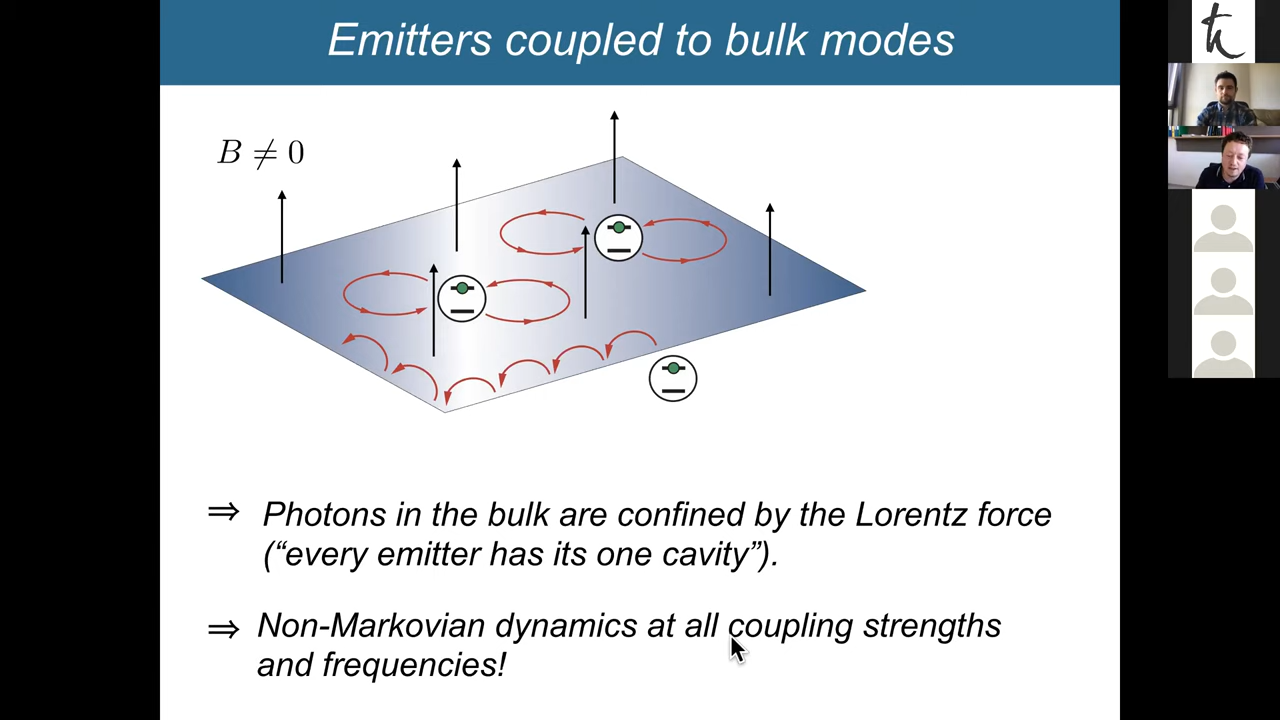 Emitters coupled to bulk modes
B ≠ 0
⇒ Photons in the bulk are confined by the Lorentz force
(“every emitter has its one cavity”).
⇒ Non-Markovian dynamics at all coupling strengths
and frequencies!